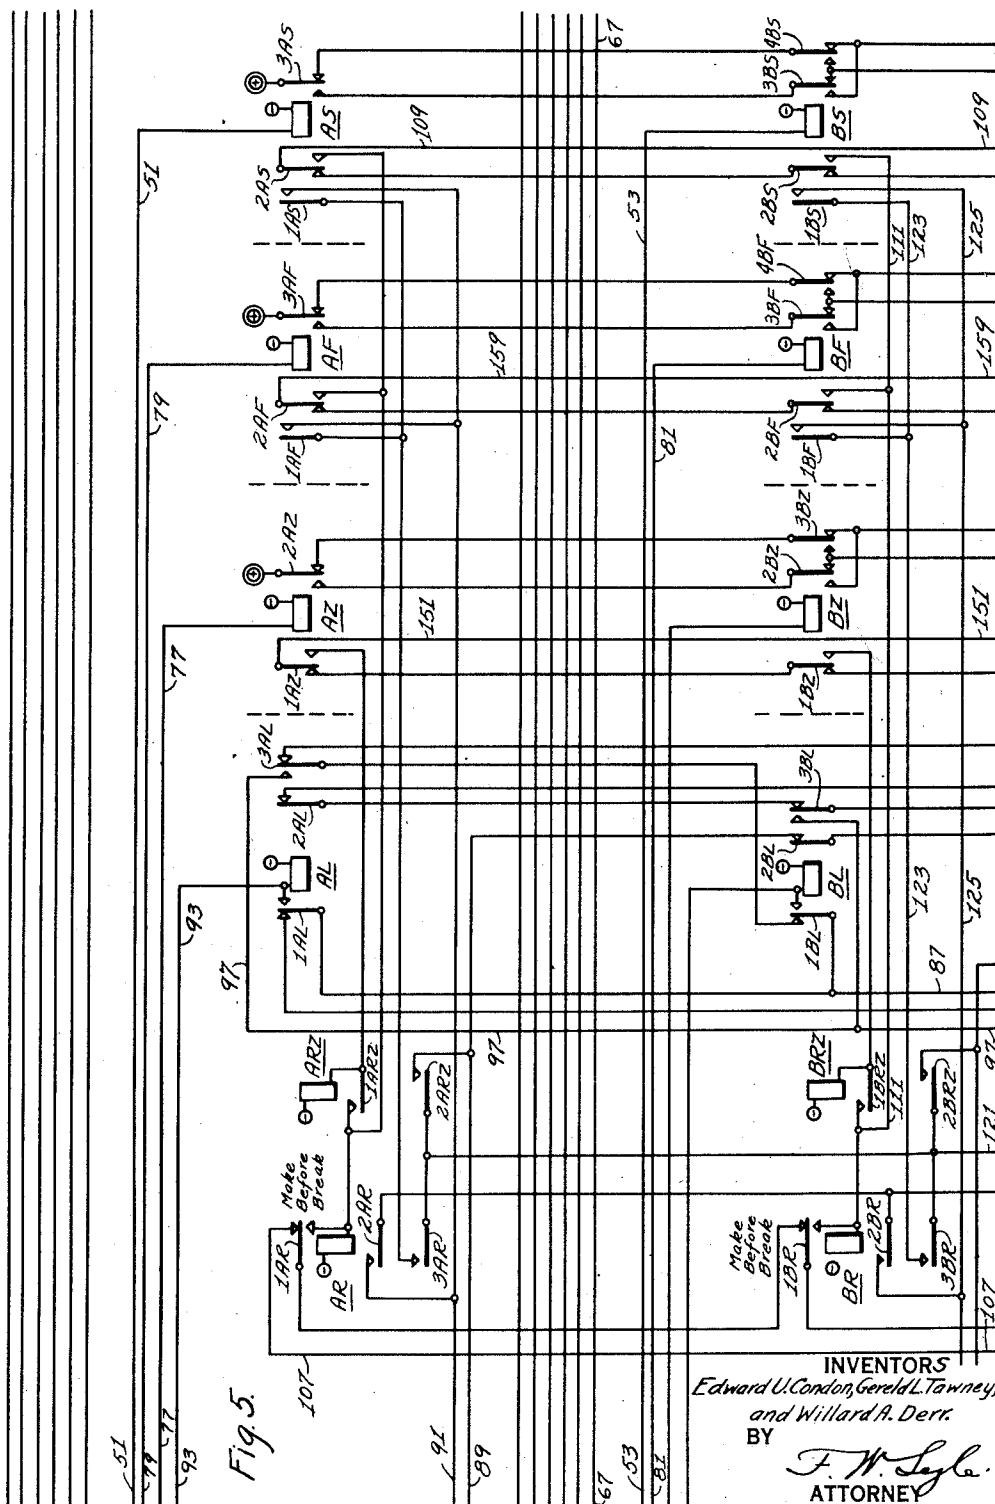 67
3AS
4BS
3BS
AS
BS
109
109
51
2AS
1AS
53
2BS
1BS
111
123
125
3AF
4BF
3BF
AF
BF
159
159
79
2AF
1AF
81
2BF
1BF
2AZ
3BZ
2BZ
AZ
BZ
151
151
77
1AZ
1BZ
3AL
3BL
2AL
2BL
AL
BL
93
1AL
1BL
123
125
97
87
97
97
ARZ
1ARZ
2ARZ
BRZ
1BRZ
111
2BRZ
121
Make
Before
Break
1AR
AR
2AR
3AR
Make
Before
Break
1BR
BR
2BR
3BR
107
107
Fig. 5.
51
79
77
93
91
89
67
53
81
INVENTORS
Edward U. Condon, Gereld L. Tawney,
and Willard A. Derr.
BY
F. W. Lyle.
ATTORNEY